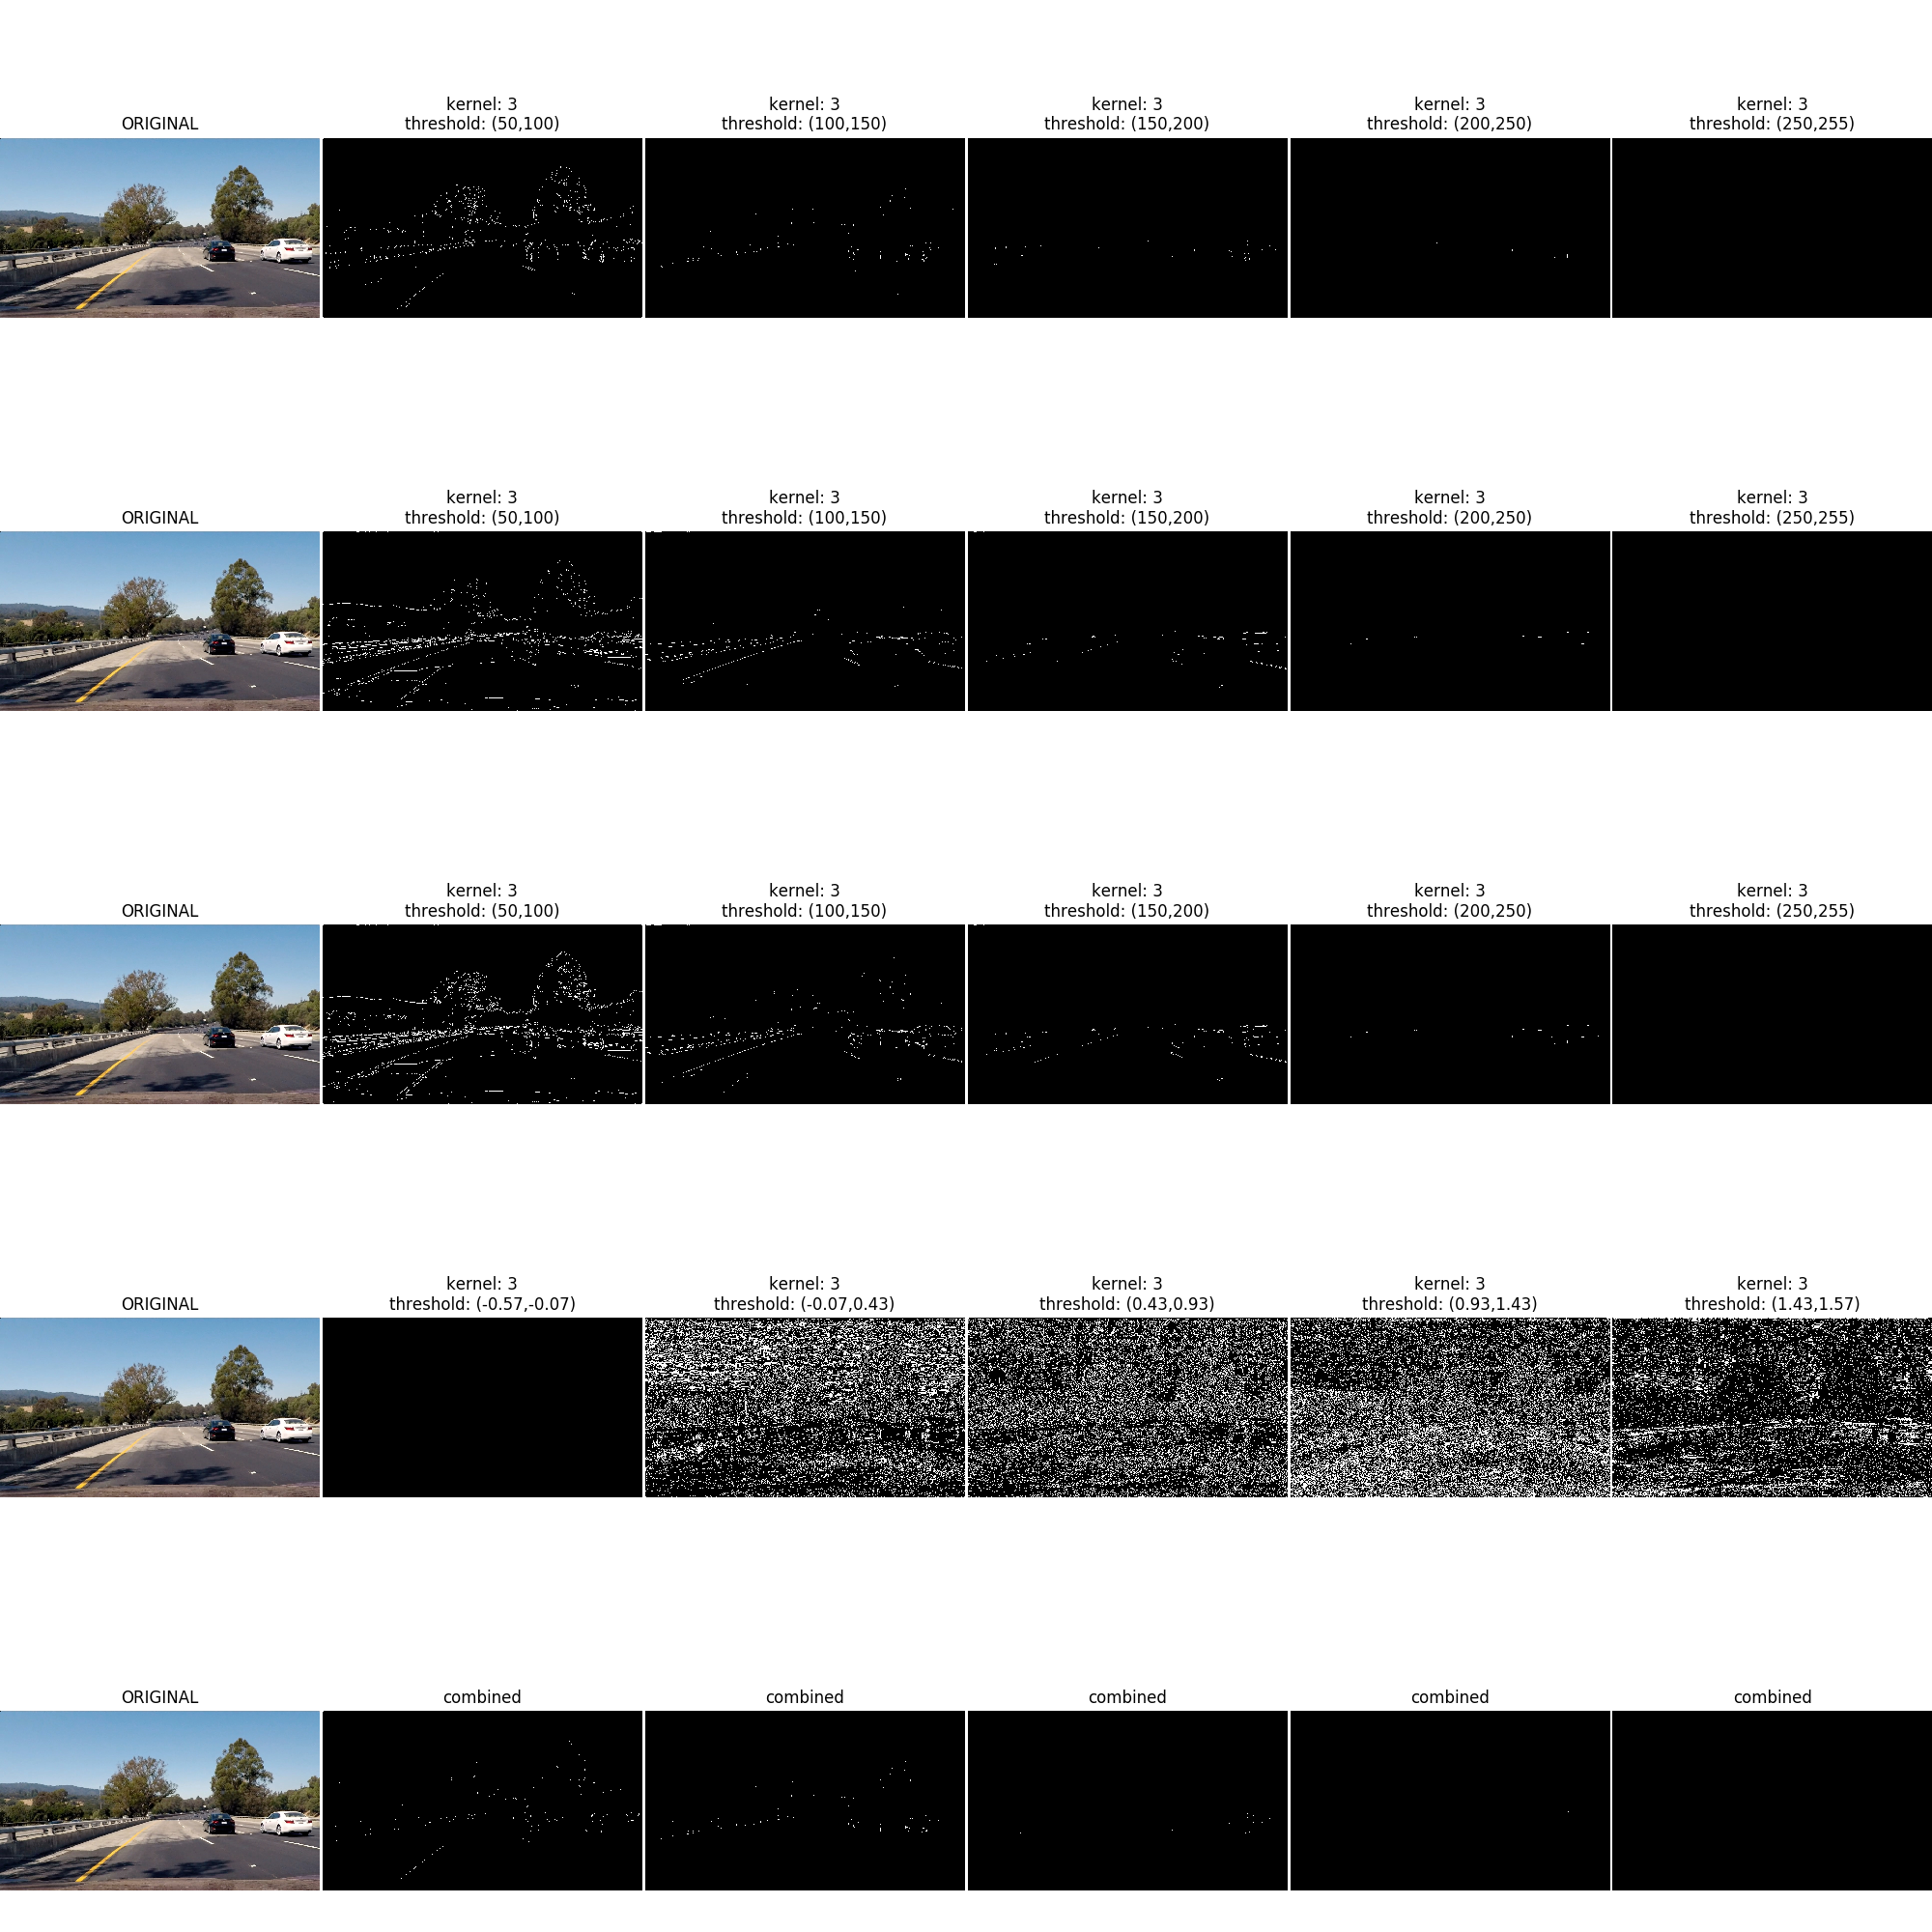 kernel: 3
kernel: 3
kernel: 3
kernel: 3
kernel: 3
ORIGINAL
threshold: (50,100)
threshold: (100,150)
threshold: (150,200)
threshold: (200,250)
threshold: (250,255)
kernel: 3
kernel: 3
kernel: 3
kernel: 3
kernel: 3
ORIGINAL
threshold: (50,100)
threshold: (100,150)
threshold: (150,200)
threshold: (200,250)
threshold: (250,255)
kernel: 3
kernel: 3
kernel: 3
kernel: 3
kernel: 3
ORIGINAL
threshold: (50,100)
threshold: (100,150)
threshold: (150,200)
threshold: (200,250)
threshold: (250,255)
kernel: 3
kernel: 3
kernel: 3
kernel: 3
kernel: 3
ORIGINAL
threshold: (-0.57,-0.07)
threshold: (-0.07,0.43)
threshold: (0.43,0.93)
threshold: (0.93,1.43)
threshold: (1.43,1.57)
ORIGINAL
combined
combined
combined
combined
combined